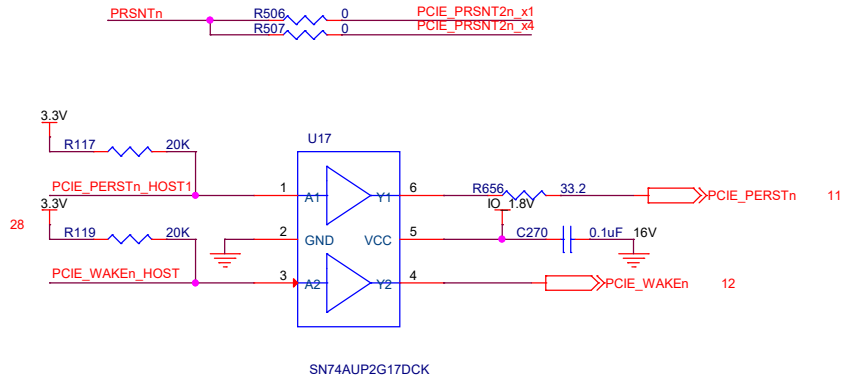 PRSNTn R506 0 PCIE_PRSNT2n_x1
R507 0 PCIE_PRSNT2n_x4
3.3V
R117 20K U17
PCIE_PERSTn_HOST1 1 A1 Y1 6 R656 33.2 PCIE_PERSTn 11
3.3V IO_1.8V
28 R119 20K 2 GND VCC 5 C270 0.1uF 16V
PCIE_WAKEn_HOST 3 A2 Y2 4 PCIE_WAKEn 12
SN74AUP2G17DCK